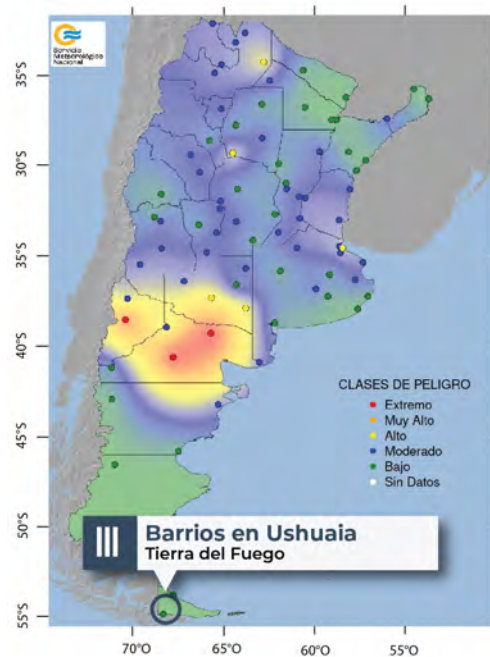 Servicio
Meteorológico
Nacional
35°S
30°S
35°S
40°S
45°S
50°S
55°S
CLASES DE PELIGRO
Extremo
Muy Alto
Alto
Moderado
Bajo
Sin Datos
III
Barrios en Ushuaia
Tierra del Fuego
70°O
65°O
60°O
55°O